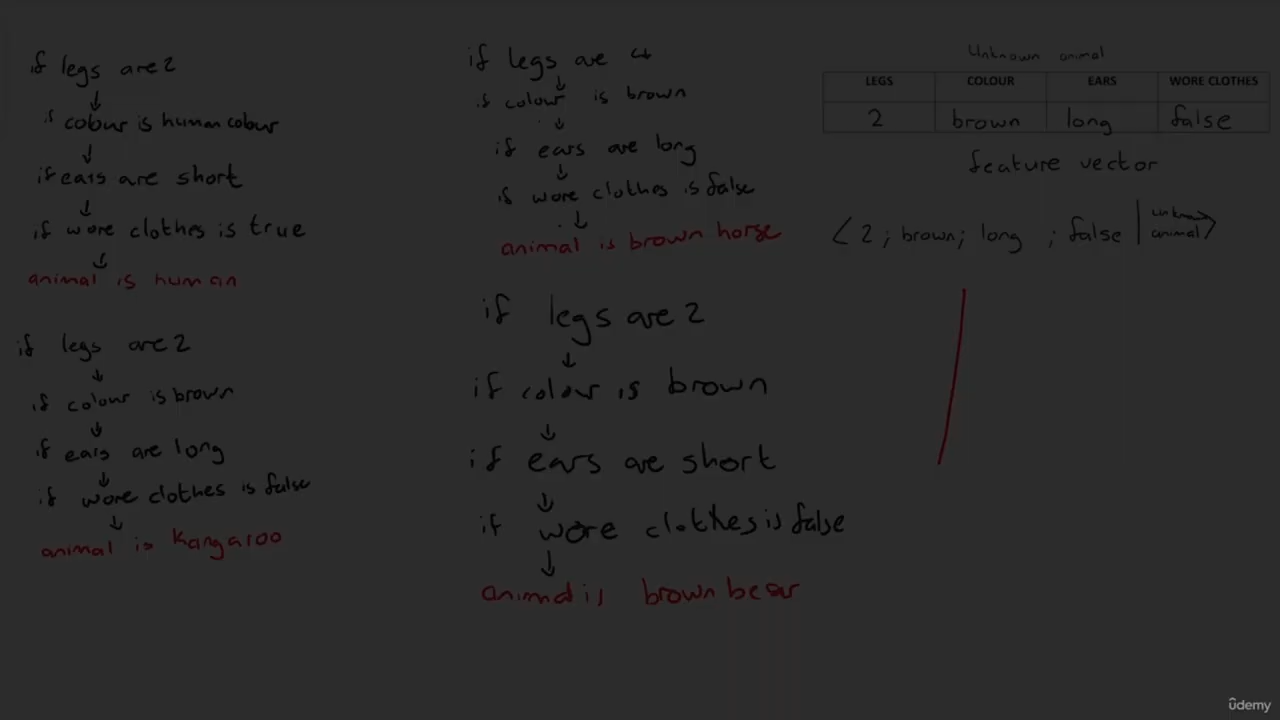 if legs are 2
if colour is human colour
if ears are short
if wore clothes is true
animal is human
if legs are 2
if colour is brown
if ears are long
if wore clothes is false
animal is Kangaroo
if legs are 4
if colour is brown
if ears are long
if wore clothes is false
animal is brown horse
if legs are 2
if colour is brown
if ears are short
if wore clothes is false
animal is brown bear
Unknown animal
LEGS COLOUR EARS WORE CLOTHES
2 brown long false
feature vector
< 2 ; brown; long ; false | unknown animal >
udemy